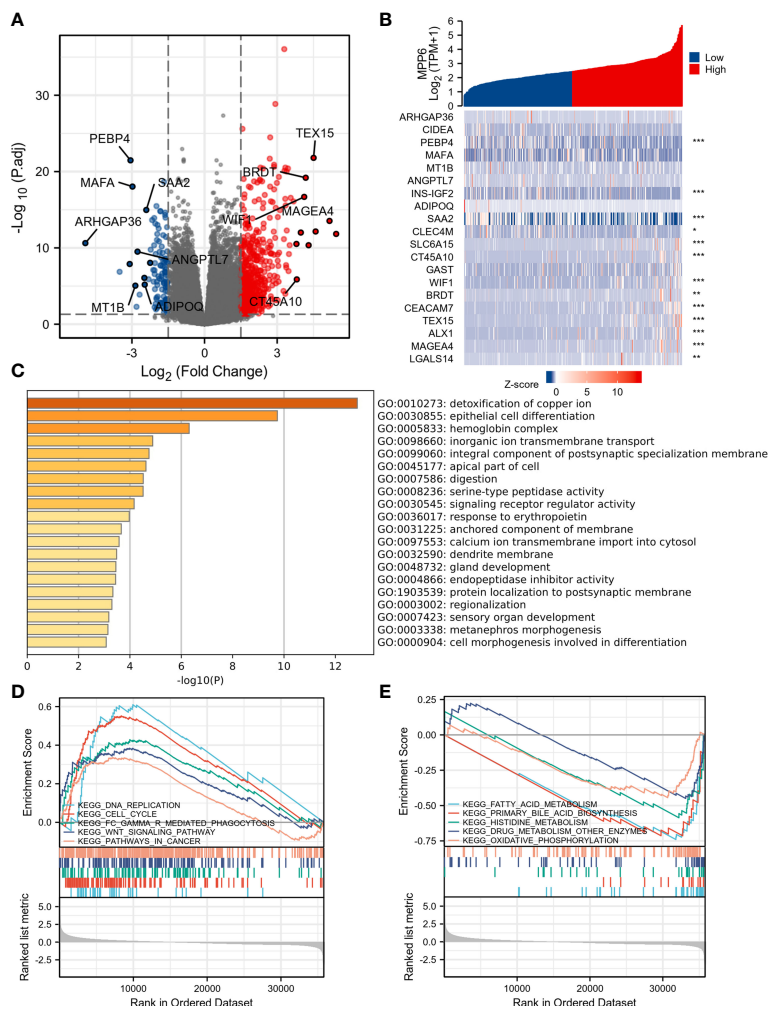 A
B
-Log 10 (P.adj)
30
20
10
0
-3
0
3
Log2 (Fold Change)
PEBP4
MAFA
SAA2
ARHGAP36
ANGPTL7
MT1B
ADIPOQ
TEX15
BRDT
WIF1
MAGEA4
CT45A10
MPP6
Log2 (TPM+1)
6
5
4
3
2
1
0
Low
High
ARHGAP36
CIDEA
PEBP4 ***
MAFA
MT1B
ANGPTL7
INS-IGF2 ***
ADIPOQ
SAA2 ***
CLEC4M *
SLC6A15 ***
CT45A10 ***
GAST
WIF1 ***
BRDT **
CEACAM7 ***
TEX15 ***
ALX1 ***
MAGEA4 ***
LGALS14 **
Z-score
0 5 10
C
GO:0010273: detoxification of copper ion
GO:0030855: epithelial cell differentiation
GO:0005833: hemoglobin complex
GO:0098660: inorganic ion transmembrane transport
GO:0099060: integral component of postsynaptic specialization membrane
GO:0045177: apical part of cell
GO:0007586: digestion
GO:0008236: serine-type peptidase activity
GO:0030545: signaling receptor regulator activity
GO:0036017: response to erythropoietin
GO:0031225: anchored component of membrane
GO:0097553: calcium ion transmembrane import into cytosol
GO:0032590: dendrite membrane
GO:0048732: gland development
GO:0004866: endopeptidase inhibitor activity
GO:1903539: protein localization to postsynaptic membrane
GO:0003002: regionalization
GO:0007423: sensory organ development
GO:0003338: metanephros morphogenesis
GO:0000904: cell morphogenesis involved in differentiation
0 2 4 6 8 10 12
-log10(P)
D
Enrichment Score
0.6
0.4
0.2
0.0
KEGG_DNA_REPLICATION
KEGG_CELL_CYCLE
KEGG_FC_GAMMA_R_MEDIATED_PHAGOCYTOSIS
KEGG_WNT_SIGNALING_PATHWAY
KEGG_PATHWAYS_IN_CANCER
Ranked list metric
5.0
2.5
0.0
-2.5
10000 20000 30000
Rank in Ordered Dataset
E
Enrichment Score
0.25
0.00
-0.25
-0.50
-0.75
KEGG_FATTY_ACID_METABOLISM
KEGG_PRIMARY_BILE_ACID_BIOSYNTHESIS
KEGG_HISTIDINE_METABOLISM
KEGG_DRUG_METABOLISM_OTHER_ENZYMES
KEGG_OXIDATIVE_PHOSPHORYLATION
Ranked list metric
5.0
2.5
0.0
-2.5
10000 20000 30000
Rank in Ordered Dataset